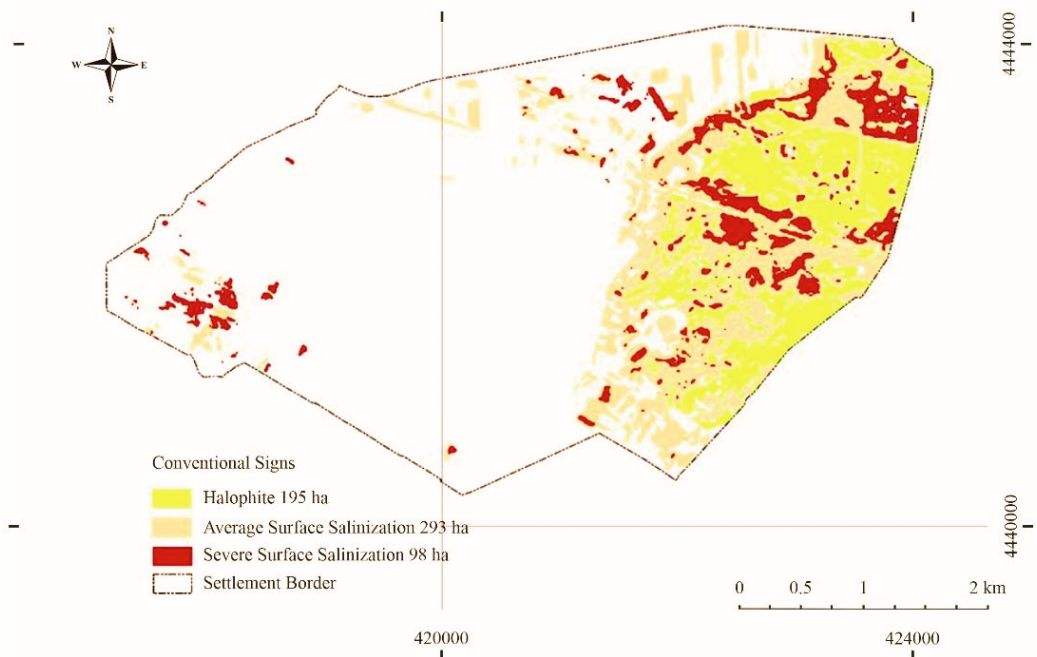 N
W E
S
4444000
Conventional Signs
Halophite 195 ha
Average Surface Salinization 293 ha
Severe Surface Salinization 98 ha
Settlement Border
4440000
0 0.5 1 2 km
420000 424000